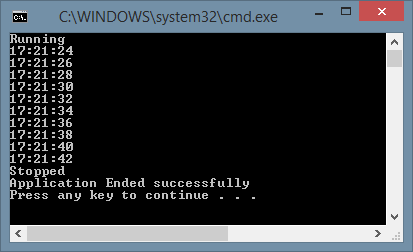 C:\WINDOWS\system32\cmd.exe
Running
17:21:24
17:21:26
17:21:28
17:21:30
17:21:32
17:21:34
17:21:36
17:21:38
17:21:40
17:21:42
Stopped
Application Ended successfully
Press any key to continue . . .